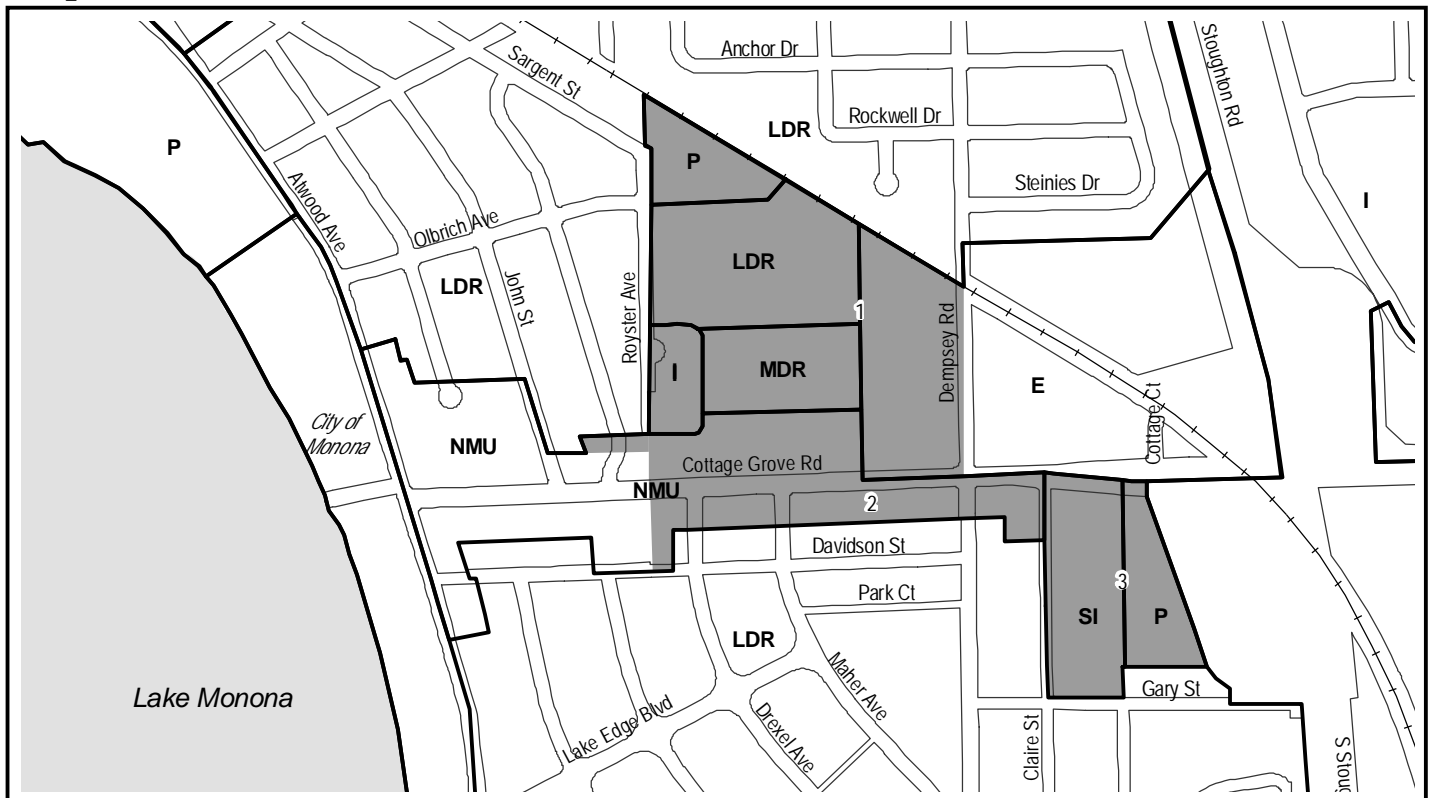 Anchor Dr
Stoughton Rd
Sargent St
Rockwell Dr
LDR
P
P
Steinies Dr
I
Atwood Ave
Olbrich Ave
LDR
LDR
John St
Royster Ave
1
Dempsey Rd
I
MDR
E
Cottage Ct
City of
Monona
NMU
Cottage Grove Rd
NMU
2
Davidson St
3
Park Ct
SI
P
LDR
Maher Ave
Lake Monona
Gary St
Lake Edge Blvd
Drexel Ave
Claire St